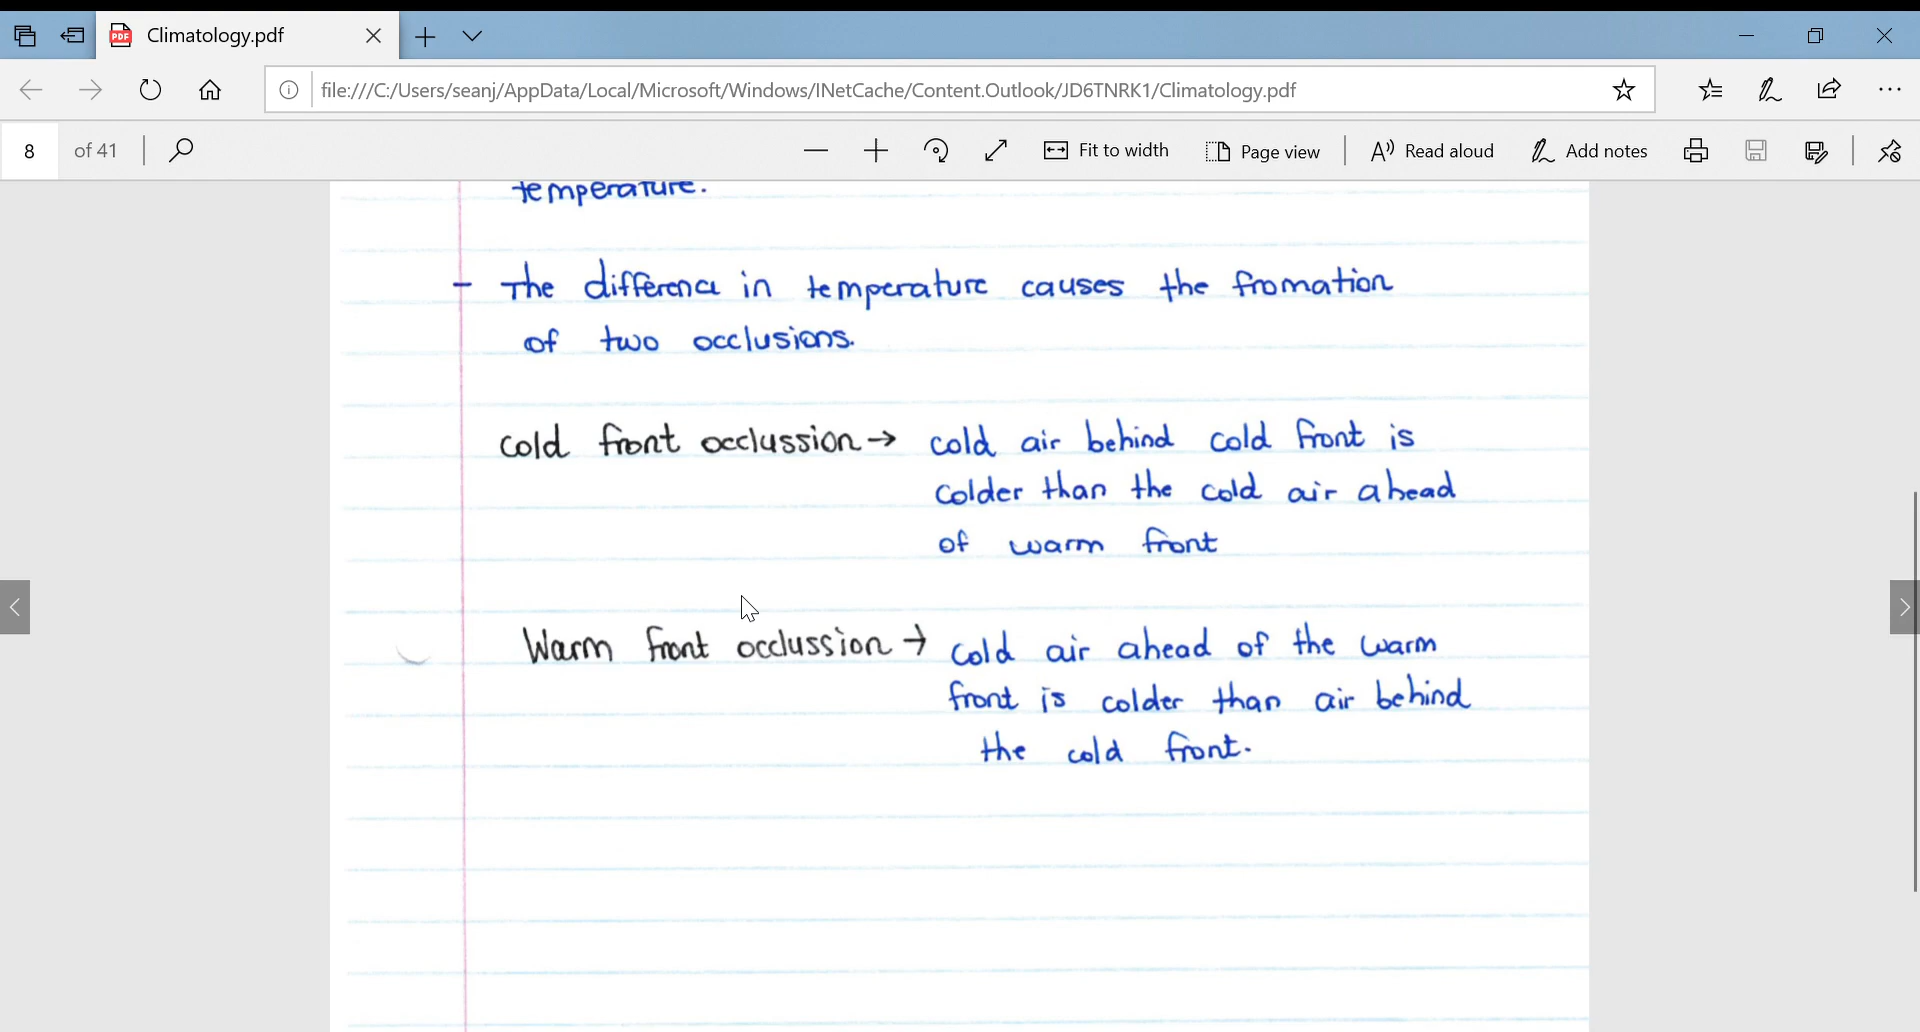 Climatology.pdf
file:///C:/Users/seanj/AppData/Local/Microsoft/Windows/INetCache/Content.Outlook/JD6TNRK1/Climatology.pdf
8 of 41 Fit to width Page view Read aloud Add notes
temperature.
- The difference in temperature causes the fromation
of two occlusions.
cold front occlussion → cold air behind cold front is
colder than the cold air ahead
of warm front
Warm front occlussion → cold air ahead of the warm
front is colder than air behind
the cold front.